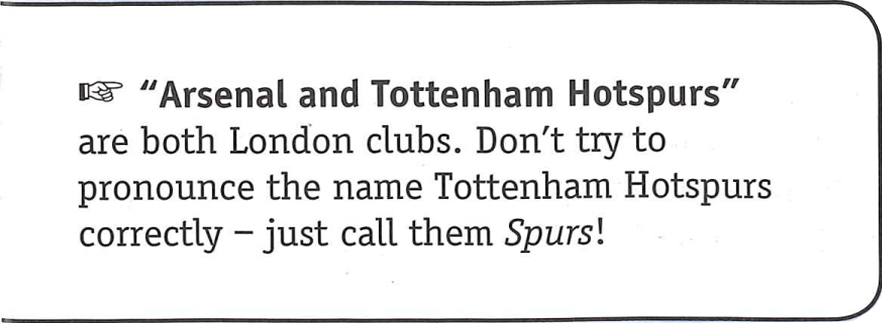 ☞ “Arsenal and Tottenham Hotspurs”
are both London clubs. Don’t try to
pronounce the name Tottenham Hotspurs
correctly – just call them Spurs!